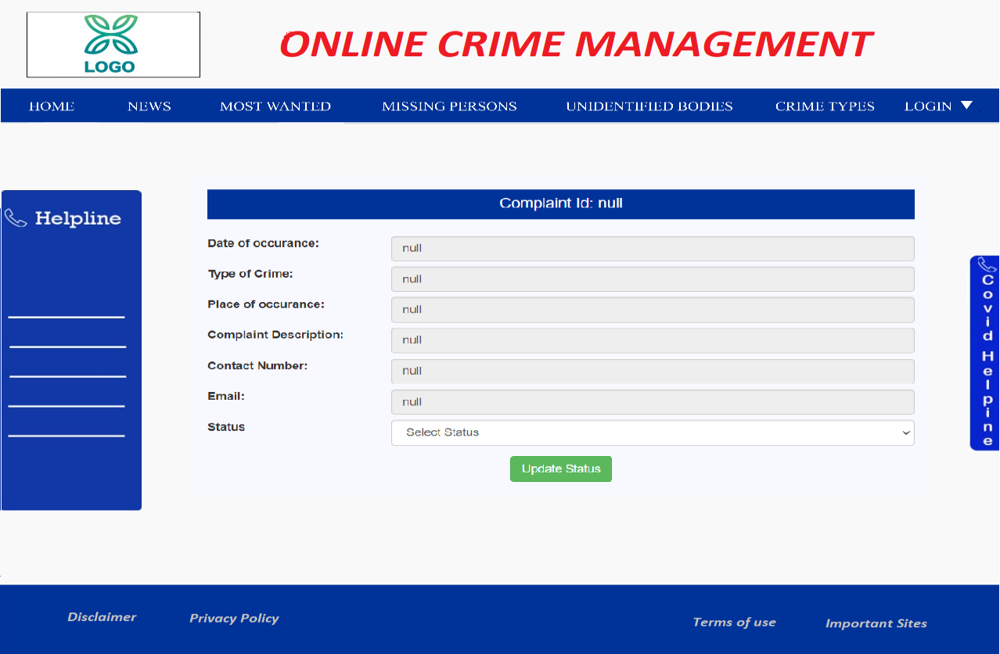 LOGO
ONLINE CRIME MANAGEMENT
HOME NEWS MOST WANTED MISSING PERSONS UNIDENTIFIED BODIES CRIME TYPES LOGIN
Helpline
Complaint Id: null
Date of occurance: null
Type of Crime: null
Place of occurance: null
Complaint Description: null
Contact Number: null
Email: null
Status Select Status
Update Status
Covid Helpine
Disclaimer Privacy Policy Terms of use Important Sites